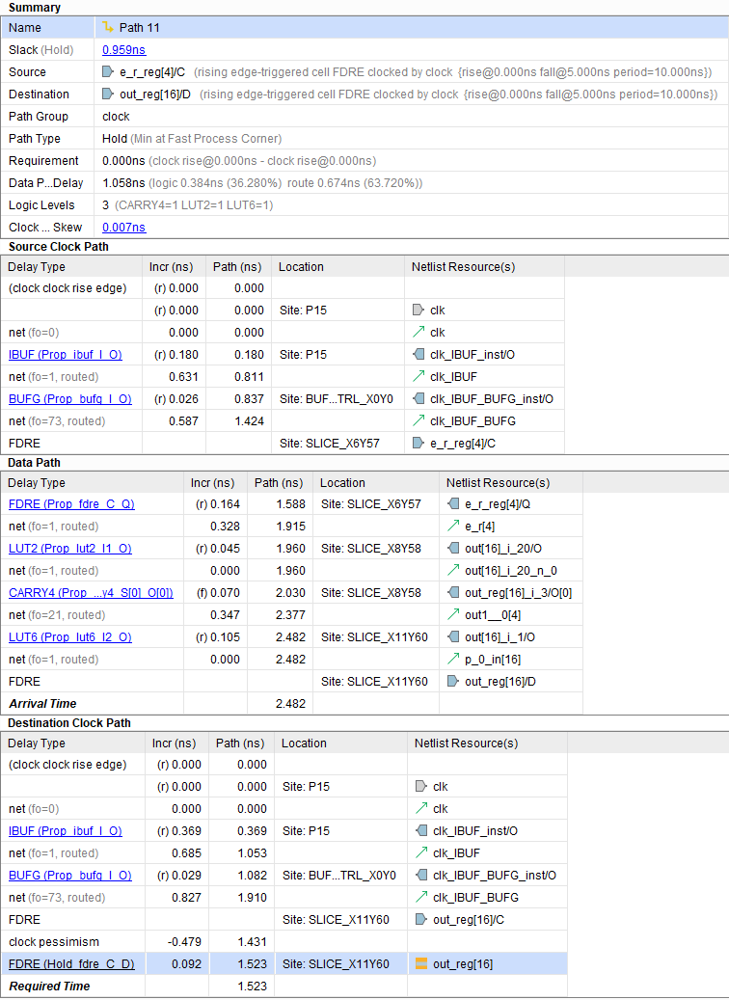 Summary
Name Path 11
Slack (Hold) 0.959ns
Source e_r_reg[4]/C (rising edge-triggered cell FDRE clocked by clock {rise@0.000ns fall@5.000ns period=10.000ns})
Destination out_reg[16]/D (rising edge-triggered cell FDRE clocked by clock {rise@0.000ns fall@5.000ns period=10.000ns})
Path Group clock
Path Type Hold (Min at Fast Process Corner)
Requirement 0.000ns (clock rise@0.000ns - clock rise@0.000ns)
Data P...Delay 1.058ns (logic 0.384ns (36.280%) route 0.674ns (63.720%))
Logic Levels 3 (CARRY4=1 LUT2=1 LUT6=1)
Clock ... Skew 0.007ns
Source Clock Path
Delay Type Incr (ns) Path (ns) Location Netlist Resource(s)
(clock clock rise edge) (r) 0.000 0.000
(r) 0.000 0.000 Site: P15 clk
net (fo=0) 0.000 0.000 clk
IBUF (Prop_ibuf_I_O) (r) 0.180 0.180 Site: P15 clk_IBUF_inst/O
net (fo=1, routed) 0.631 0.811 clk_IBUF
BUFG (Prop_bufg_I_O) (r) 0.026 0.837 Site: BUF...TRL_X0Y0 clk_IBUF_BUFG_inst/O
net (fo=73, routed) 0.587 1.424 clk_IBUF_BUFG
FDRE Site: SLICE_X6Y57 e_r_reg[4]/C
Data Path
Delay Type Incr (ns) Path (ns) Location Netlist Resource(s)
FDRE (Prop_fdre_C_Q) (r) 0.164 1.588 Site: SLICE_X6Y57 e_r_reg[4]/Q
net (fo=1, routed) 0.328 1.915 e_r[4]
LUT2 (Prop_lut2_I1_O) (r) 0.045 1.960 Site: SLICE_X8Y58 out[16]_i_20/O
net (fo=1, routed) 0.000 1.960 out[16]_i_20_n_0
CARRY4 (Prop_...y4_S[0]_O[0]) (f) 0.070 2.030 Site: SLICE_X8Y58 out_reg[16]_i_3/O[0]
net (fo=21, routed) 0.347 2.377 out1__0[4]
LUT6 (Prop_lut6_I2_O) (r) 0.105 2.482 Site: SLICE_X11Y60 out[16]_i_1/O
net (fo=1, routed) 0.000 2.482 p_0_in[16]
FDRE Site: SLICE_X11Y60 out_reg[16]/D
Arrival Time 2.482
Destination Clock Path
Delay Type Incr (ns) Path (ns) Location Netlist Resource(s)
(clock clock rise edge) (r) 0.000 0.000
(r) 0.000 0.000 Site: P15 clk
net (fo=0) 0.000 0.000 clk
IBUF (Prop_ibuf_I_O) (r) 0.369 0.369 Site: P15 clk_IBUF_inst/O
net (fo=1, routed) 0.685 1.053 clk_IBUF
BUFG (Prop_bufg_I_O) (r) 0.029 1.082 Site: BUF...TRL_X0Y0 clk_IBUF_BUFG_inst/O
net (fo=73, routed) 0.827 1.910 clk_IBUF_BUFG
FDRE Site: SLICE_X11Y60 out_reg[16]/C
clock pessimism -0.479 1.431
FDRE (Hold_fdre_C_D) 0.092 1.523 Site: SLICE_X11Y60 out_reg[16]
Required Time 1.523